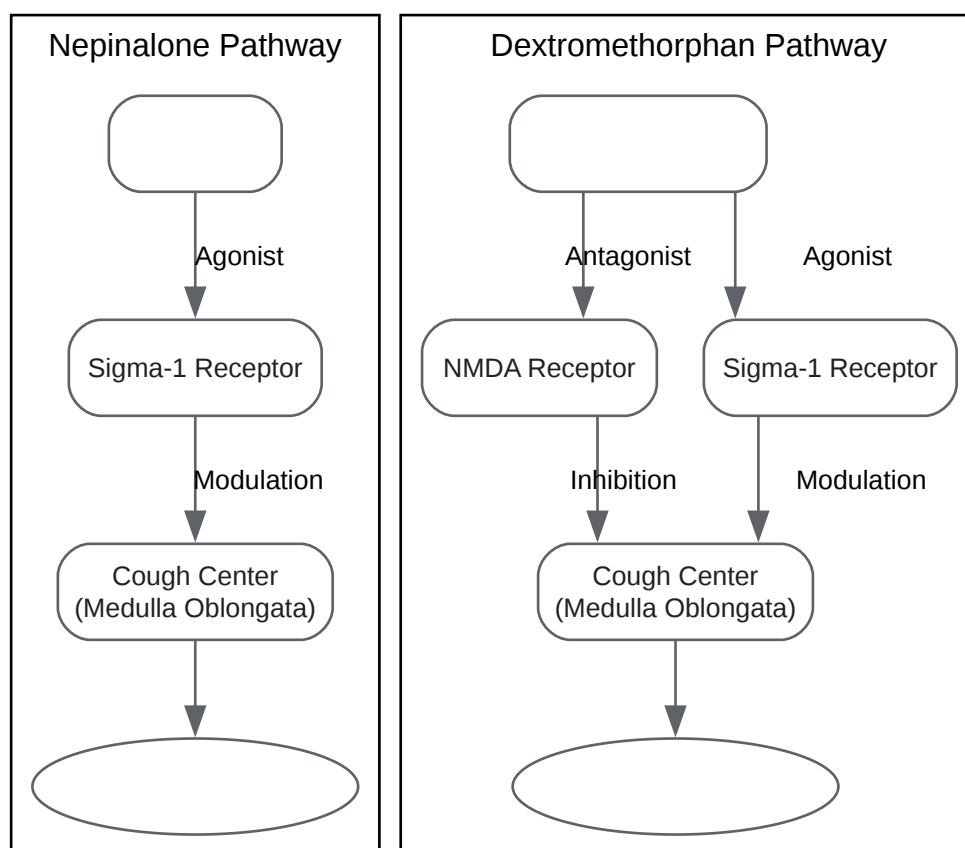 Nepinalone Pathway
Agonist
Sigma-1 Receptor
Modulation
Cough Center
(Medulla Oblongata)
Dextromethorphan Pathway
Antagonist
Agonist
NMDA Receptor
Sigma-1 Receptor
Inhibition
Modulation
Cough Center
(Medulla Oblongata)